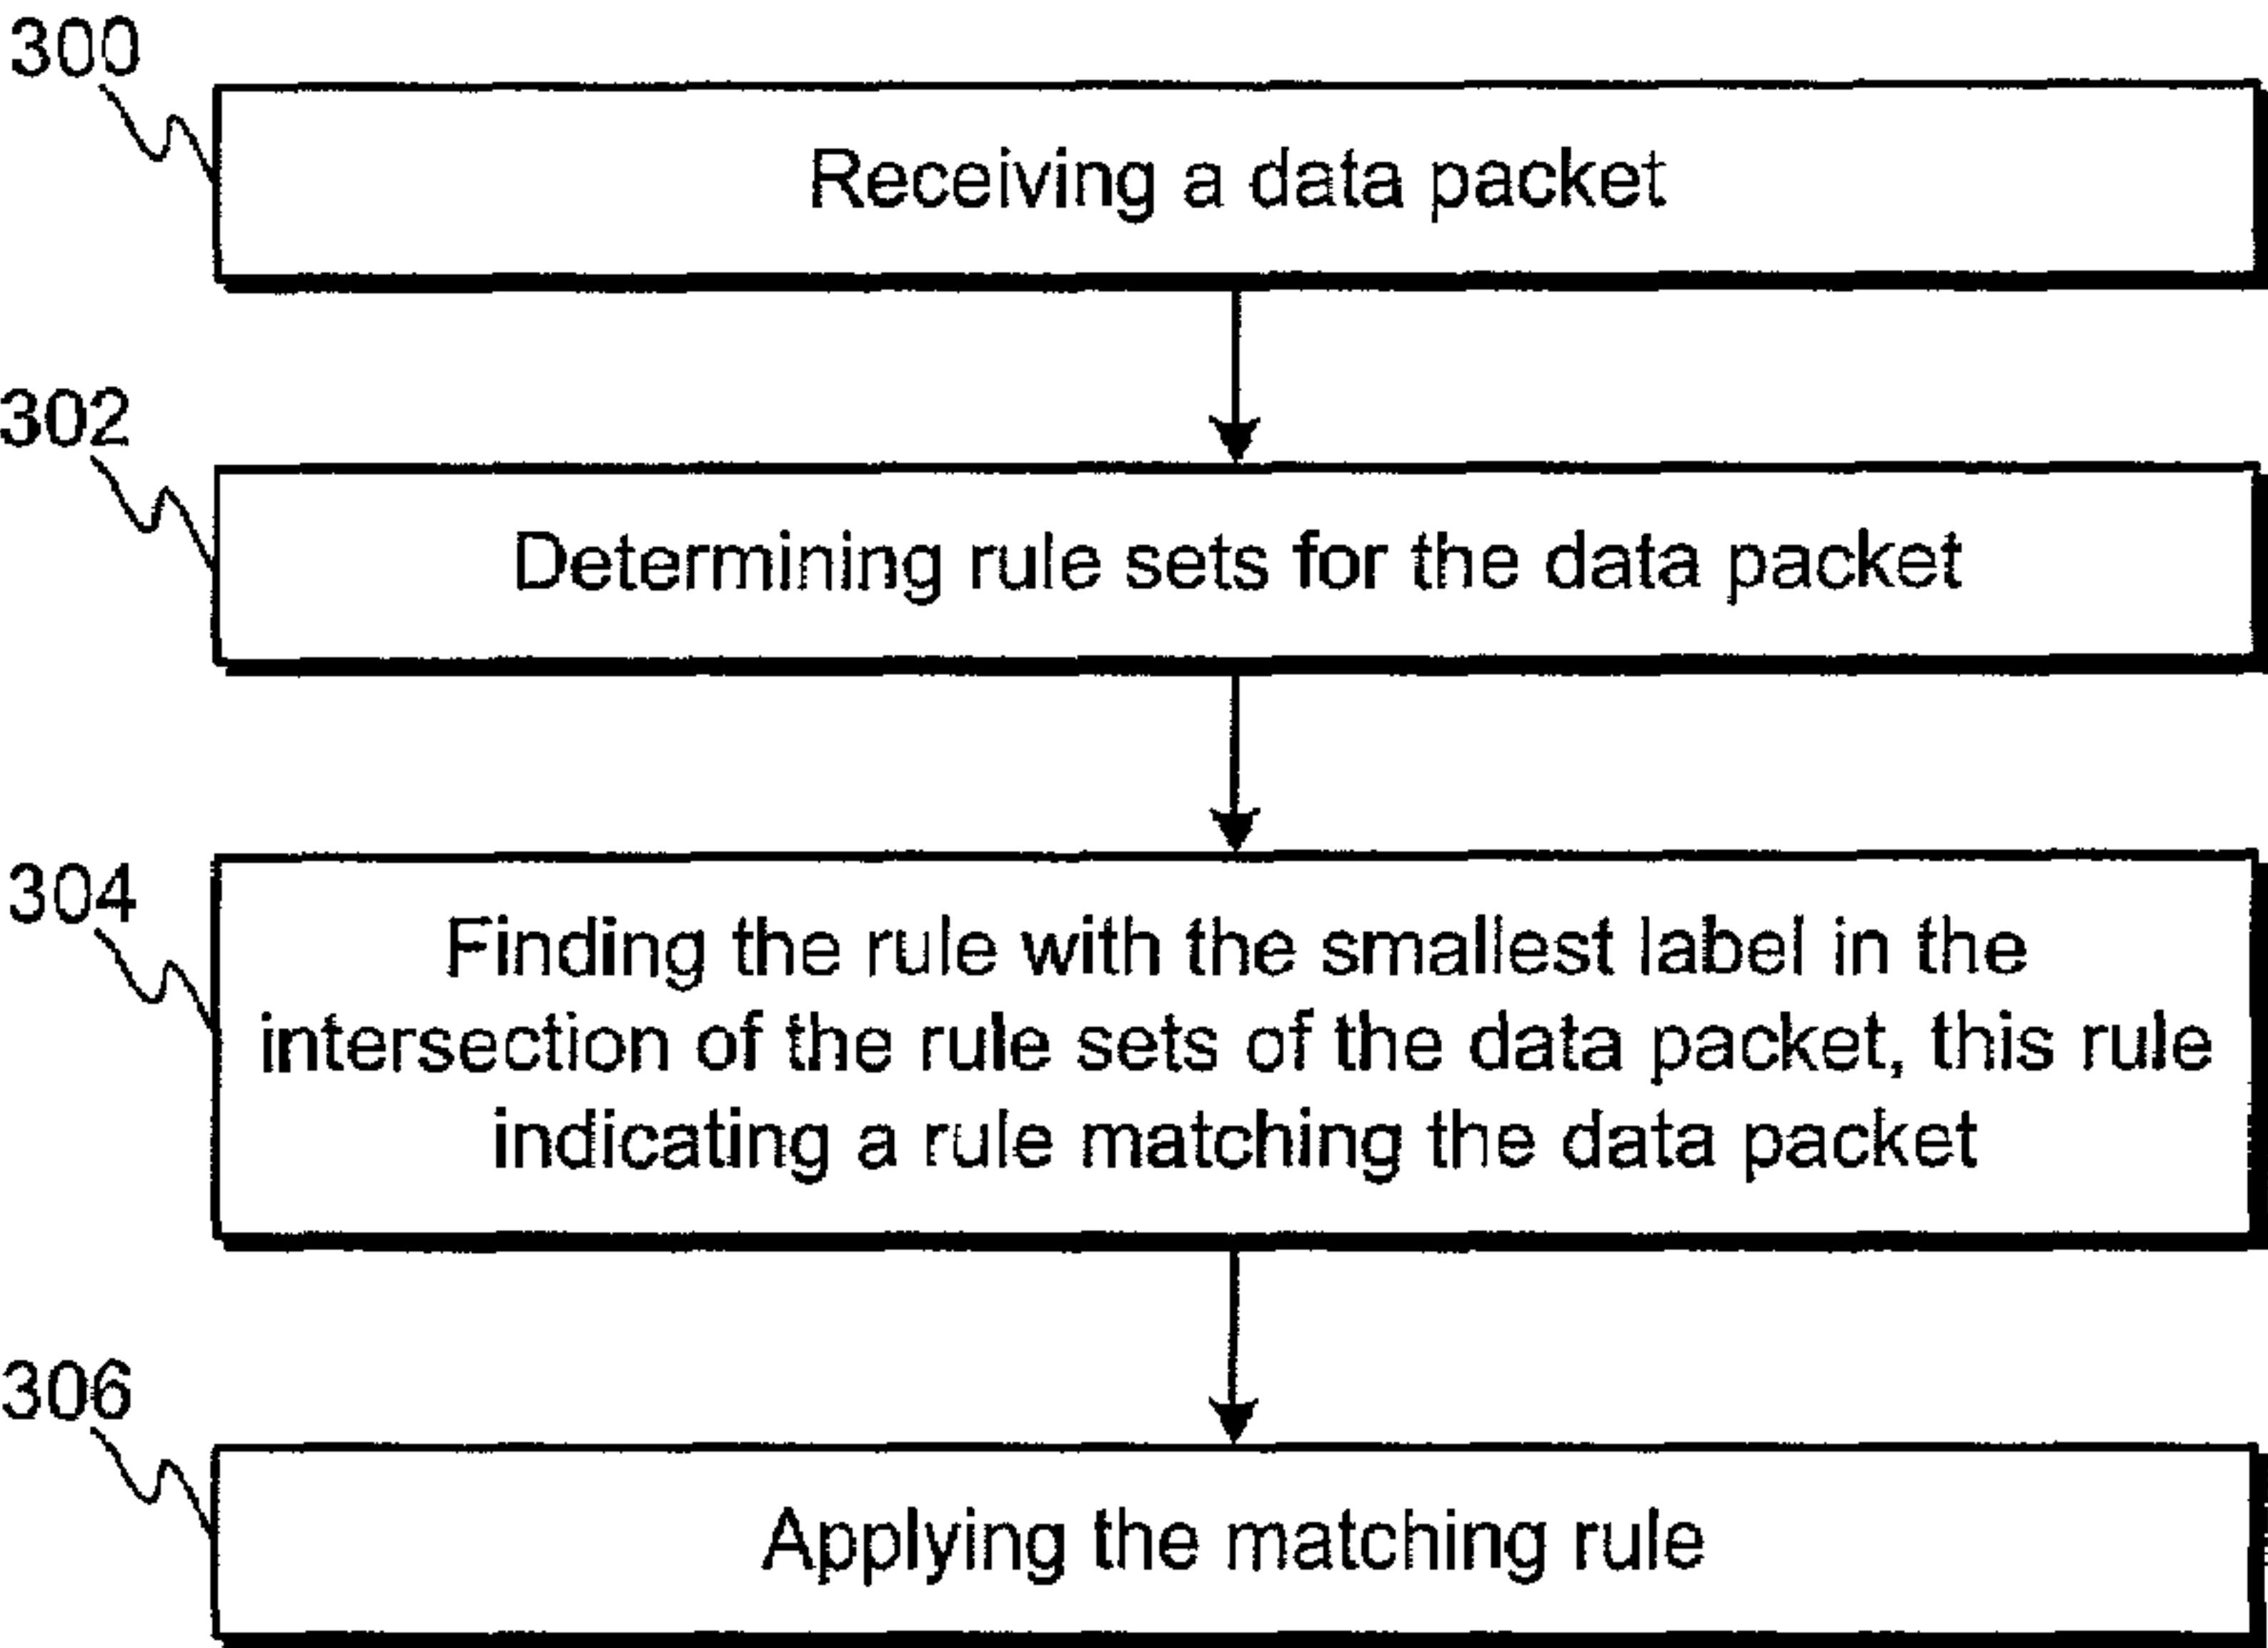 300
Receiving a data packet
302
Determining rule sets for the data packet
304
Finding the rule with the smallest label in the
intersection of the rule sets of the data packet, this rule
indicating a rule matching the data packet
306
Applying the matching rule